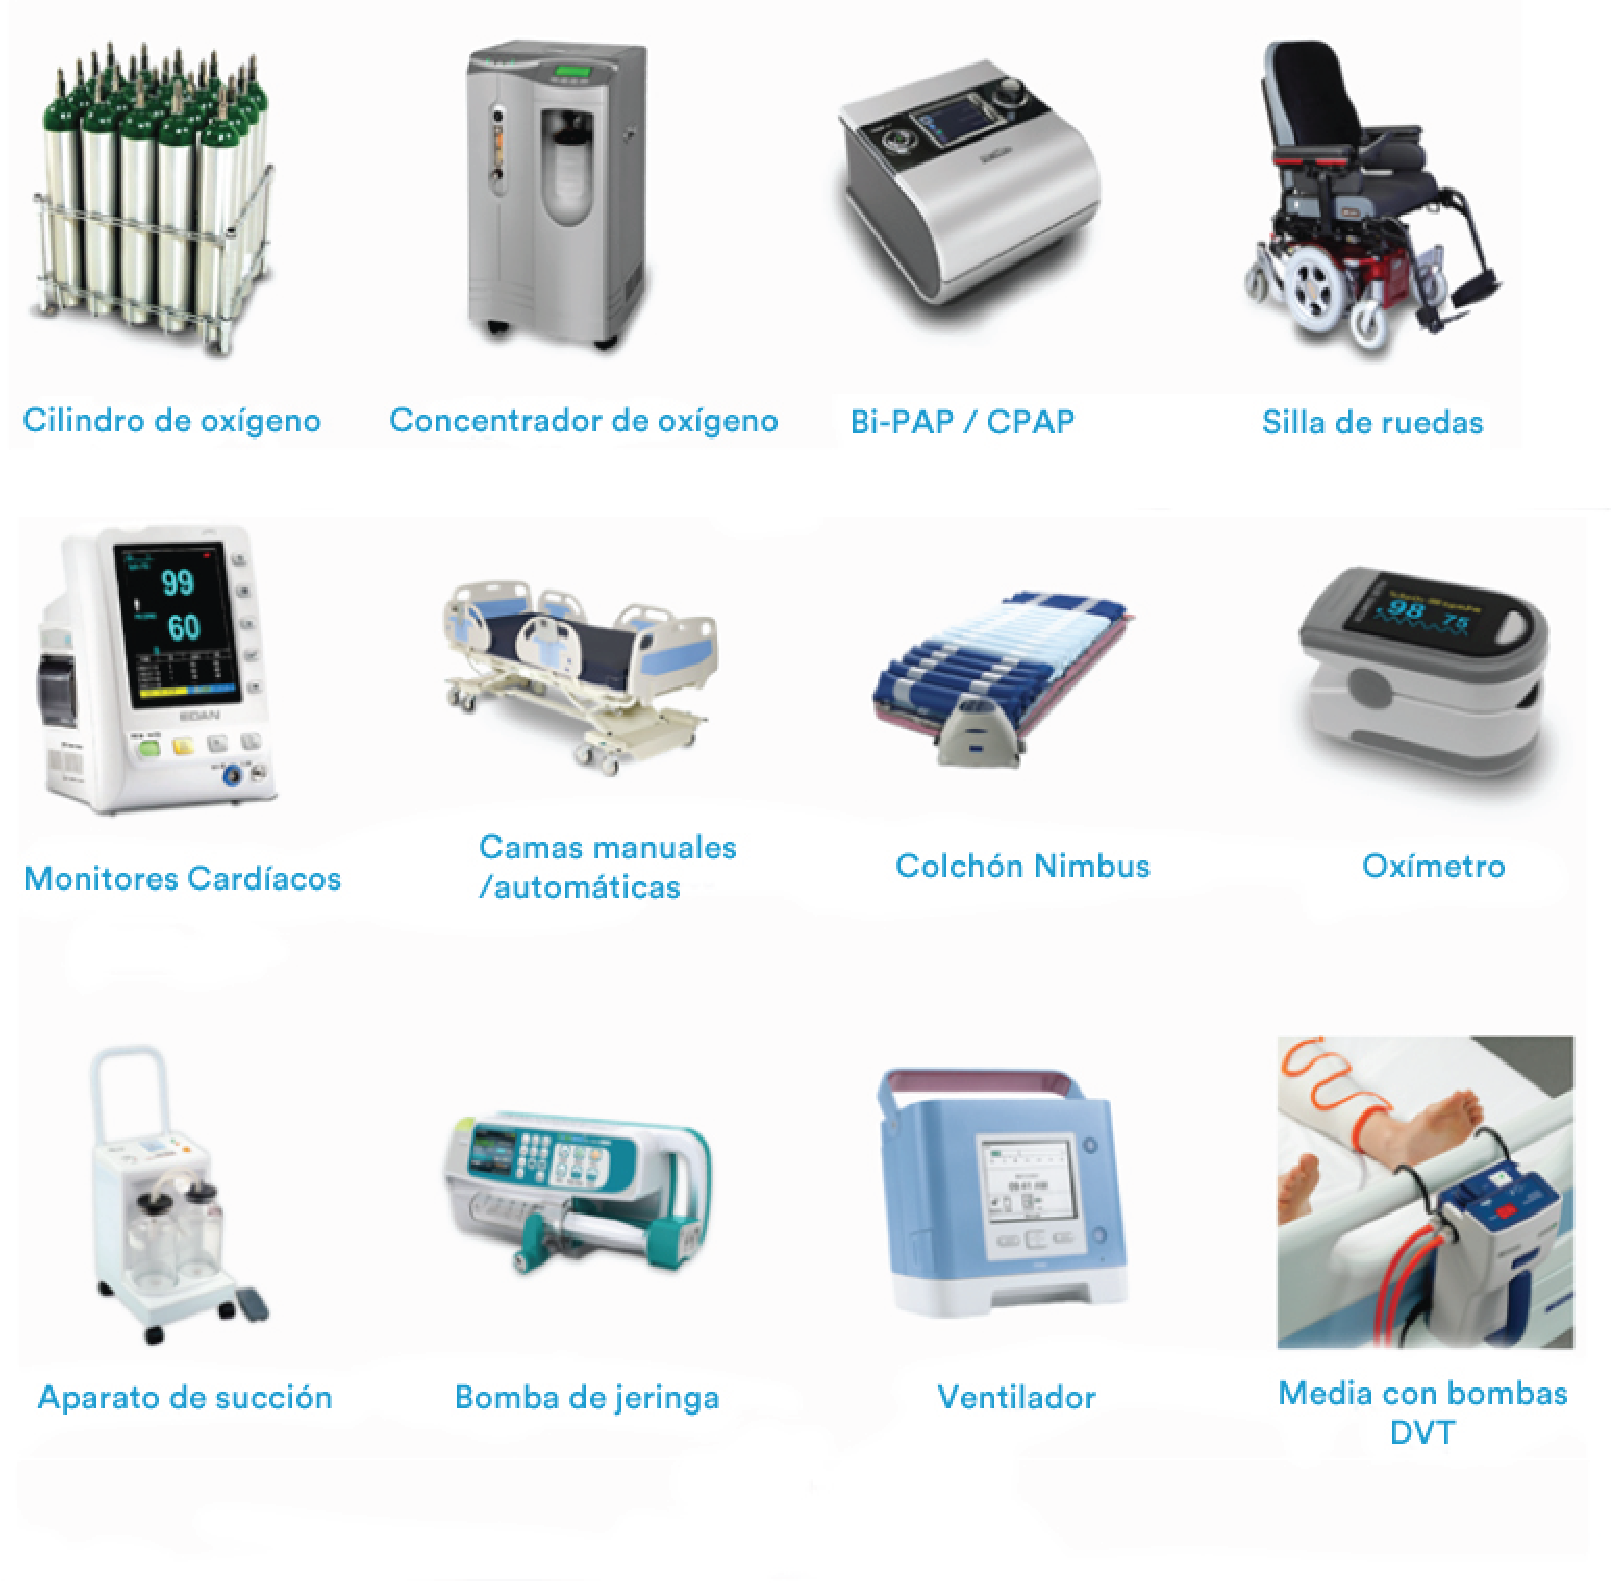 Cilindro de oxígeno
Concentrador de oxígeno
Bi-PAP / CPAP
Silla de ruedas
99
60
EDAN
98
75
Monitores Cardíacos
Camas manuales
/automáticas
Colchón Nimbus
Oxímetro
Aparato de succión
Bomba de jeringa
Ventilador
Media con bombas
DVT